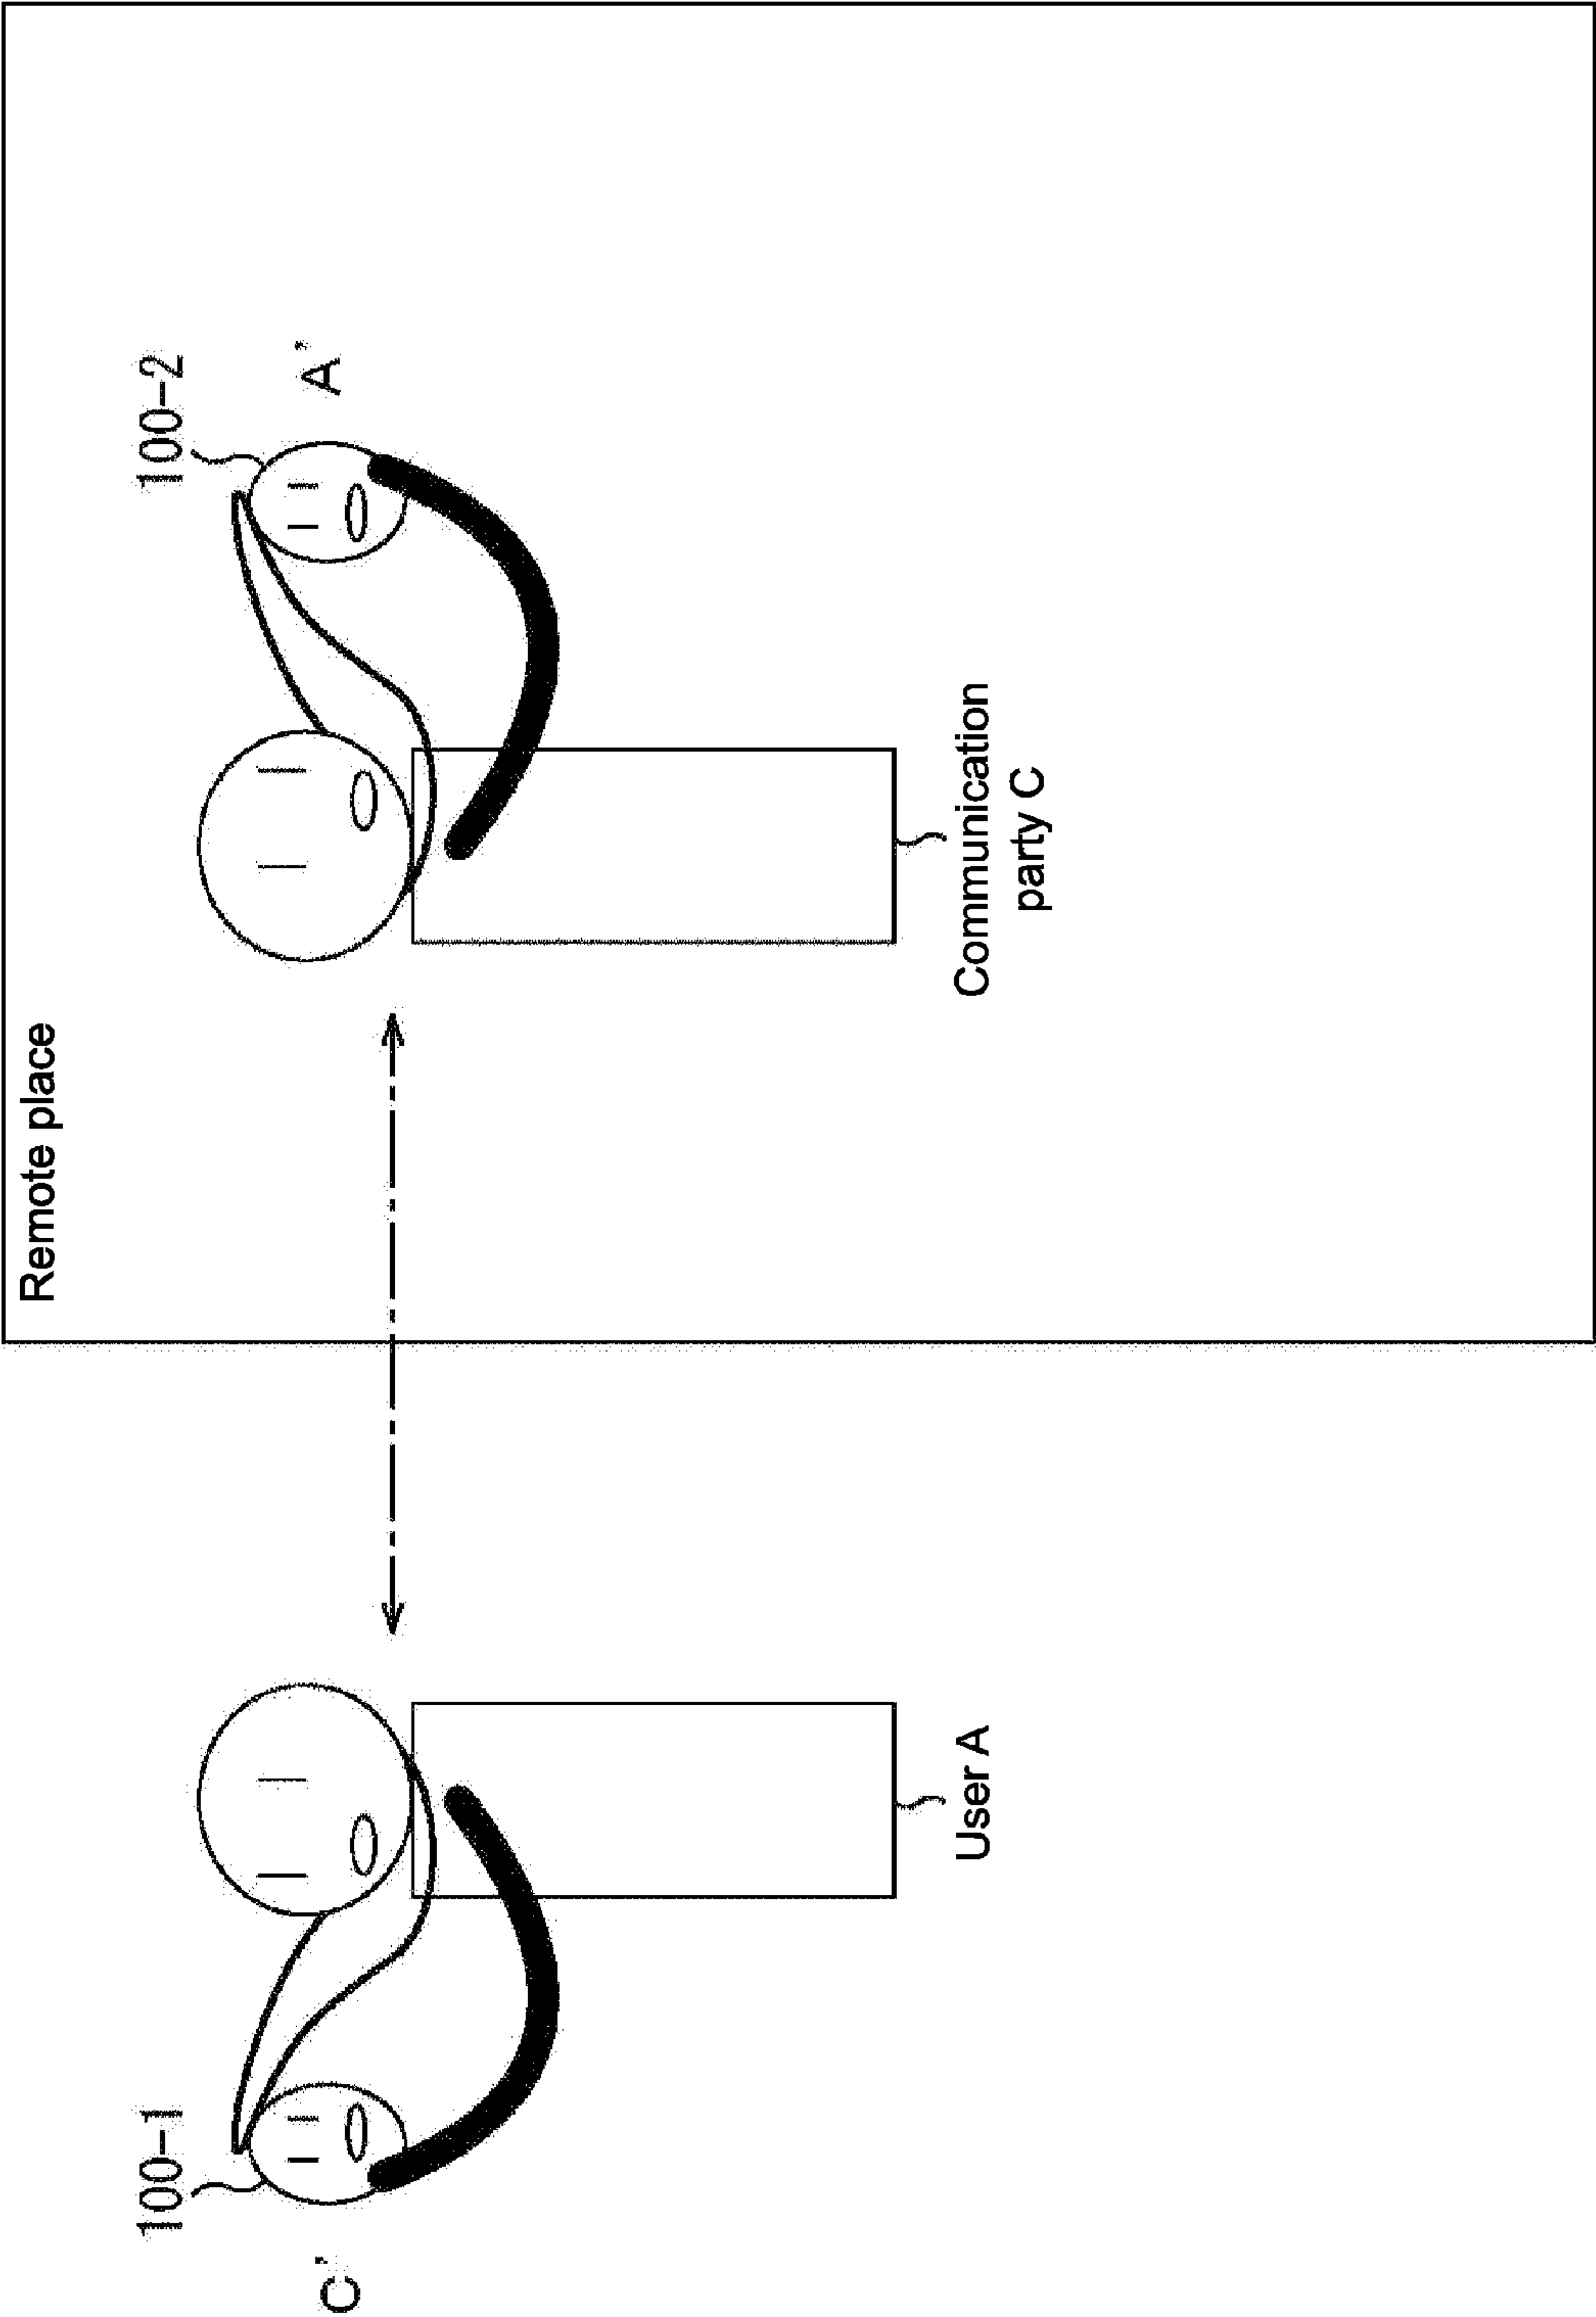 Remote place
100-1
C'
100-2
A'
User A
Communication
party C